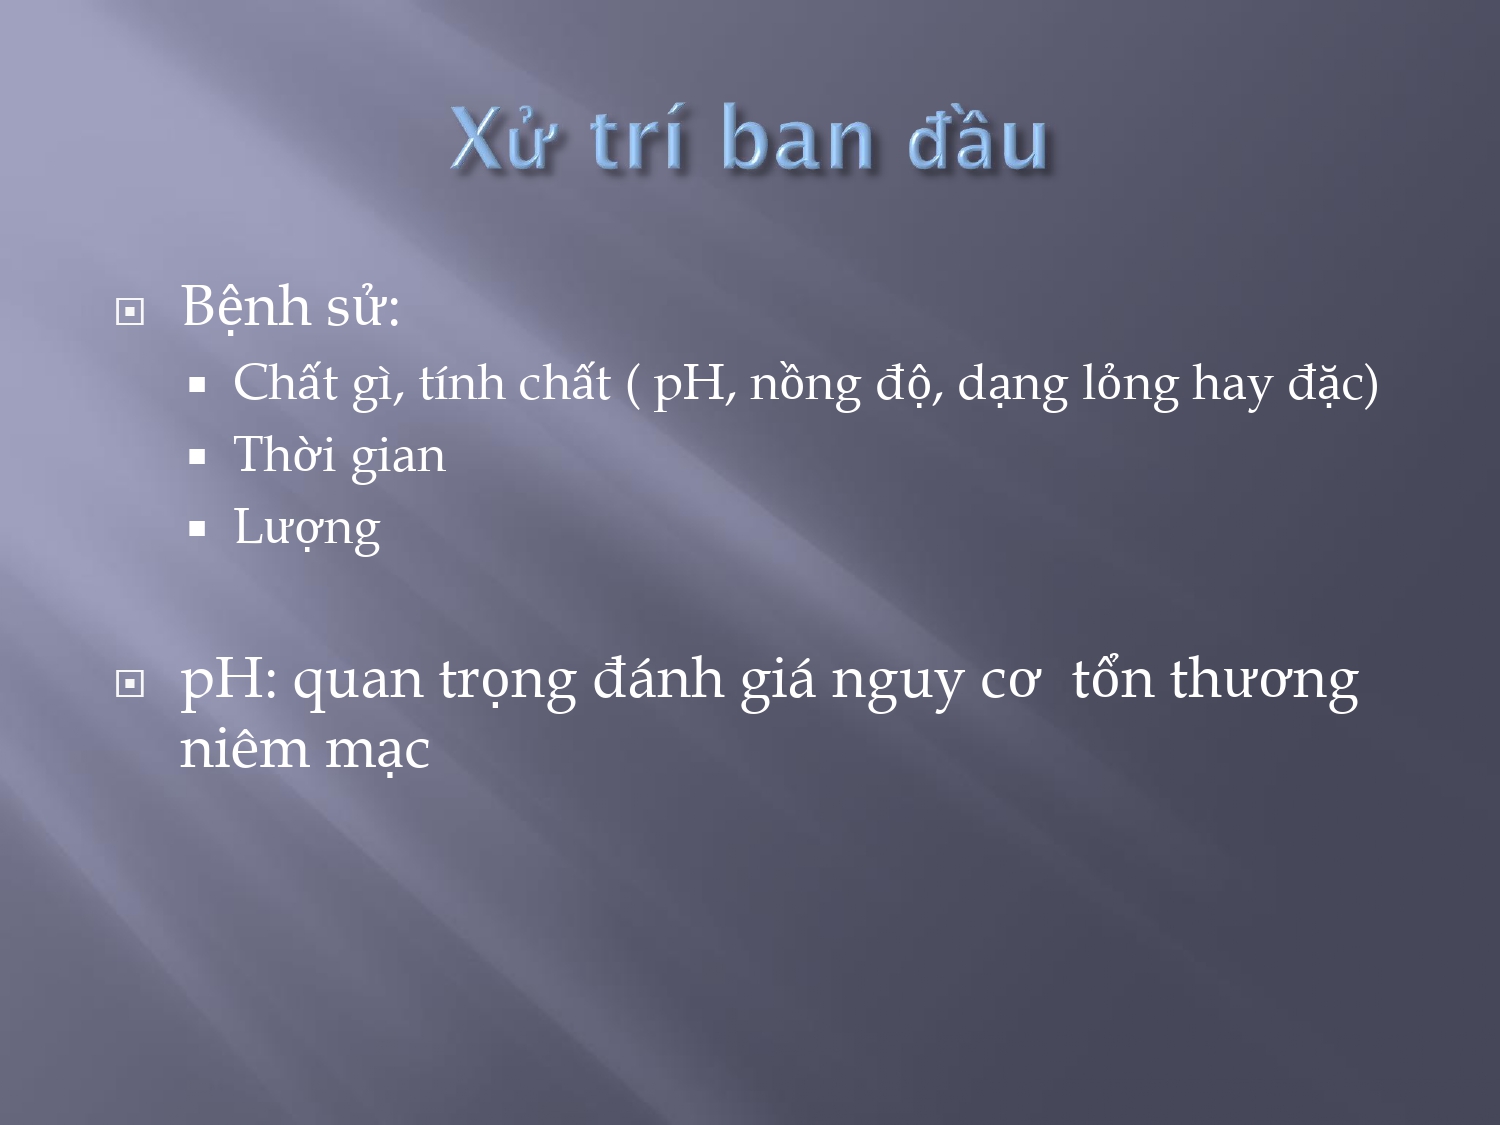 Xử trí ban đầu
Bệnh sử:
Chất gì, tính chất ( pH, nồng độ, dạng lỏng hay đặc)
Thời gian
Lượng
pH: quan trọng đánh giá nguy cơ  tổn thương
niêm mạc